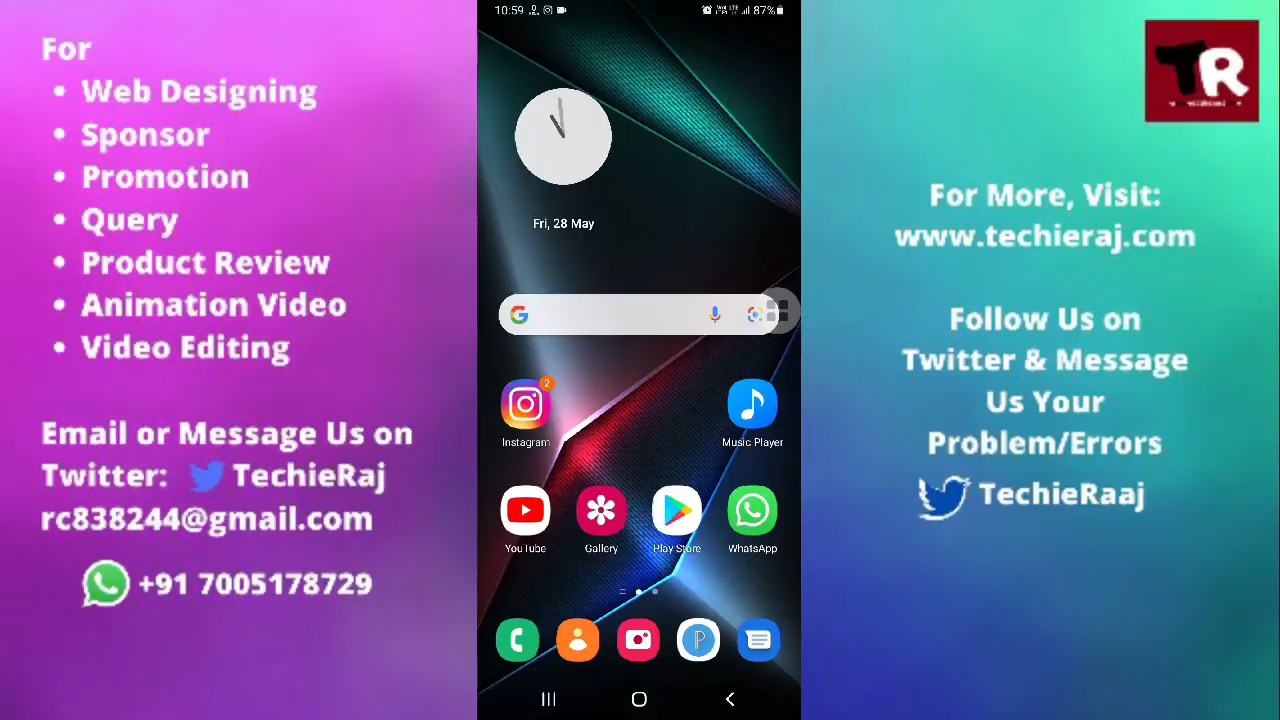 For
• Web Designing
• Sponsor
• Promotion
• Query
• Product Review
• Animation Video
• Video Editing
Email or Message Us on
Twitter: TechieRaj
rc838244@gmail.com
+91 7005178729
10:59
87%
Fri, 28 May
2
Instagram
Music Player
YouTube
Gallery
Play Store
WhatsApp
TR
For More, Visit:
www.techieraj.com
Follow Us on
Twitter & Message
Us Your
Problem/Errors
TechieRaaj